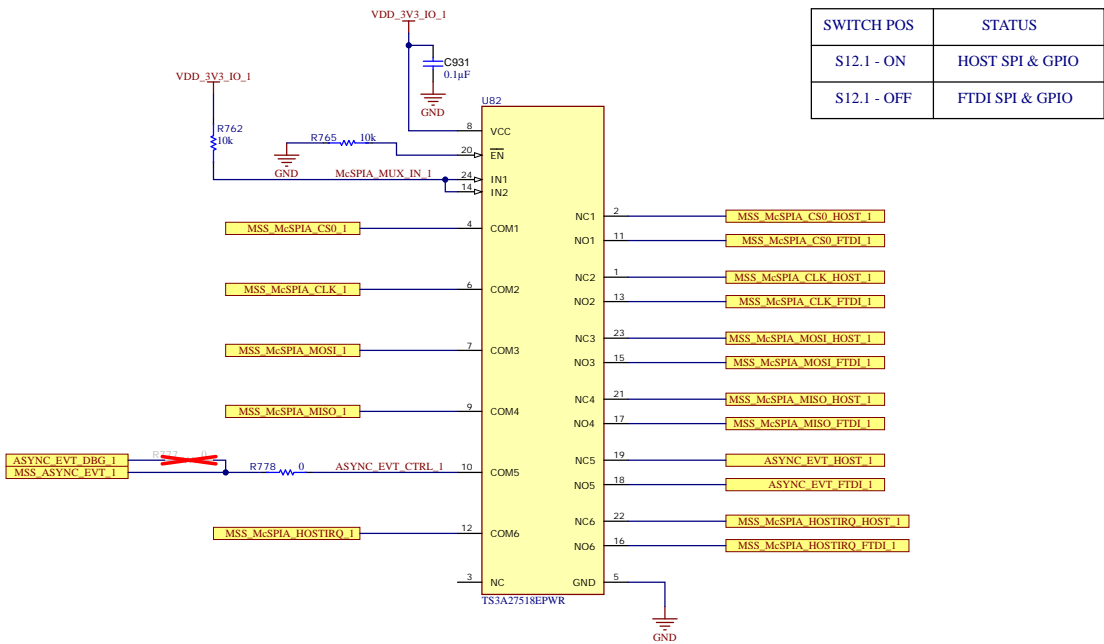 VDD_3V3_IO_1
SWITCH POS STATUS
S12.1 - ON HOST SPI & GPIO
S12.1 - OFF FTDI SPI & GPIO
C931
0.1µF
GND
VDD_3V3_IO_1
R762
10k
U82
8 VCC
R765 10k
GND
20 EN
McSPIA_MUX_IN_1
24 IN1
14 IN2
MSS_McSPIA_CS0_1 4 COM1
NC1 2 MSS_McSPIA_CS0_HOST_1
NO1 11 MSS_McSPIA_CS0_FTDI_1
MSS_McSPIA_CLK_1 6 COM2
NC2 1 MSS_McSPIA_CLK_HOST_1
NO2 13 MSS_McSPIA_CLK_FTDI_1
MSS_McSPIA_MOSI_1 7 COM3
NC3 23 MSS_McSPIA_MOSI_HOST_1
NO3 15 MSS_McSPIA_MOSI_FTDI_1
MSS_McSPIA_MISO_1 9 COM4
NC4 21 MSS_McSPIA_MISO_HOST_1
NO4 17 MSS_McSPIA_MISO_FTDI_1
ASYNC_EVT_DBG_1
MSS_ASYNC_EVT_1
R778 0 ASYNC_EVT_CTRL_1 10 COM5
NC5 19 ASYNC_EVT_HOST_1
NO5 18 ASYNC_EVT_FTDI_1
MSS_McSPIA_HOSTIRQ_1 12 COM6
NC6 22 MSS_McSPIA_HOSTIRQ_HOST_1
NO6 16 MSS_McSPIA_HOSTIRQ_FTDI_1
3 NC
GND 5
TS3A27518EPWR
GND